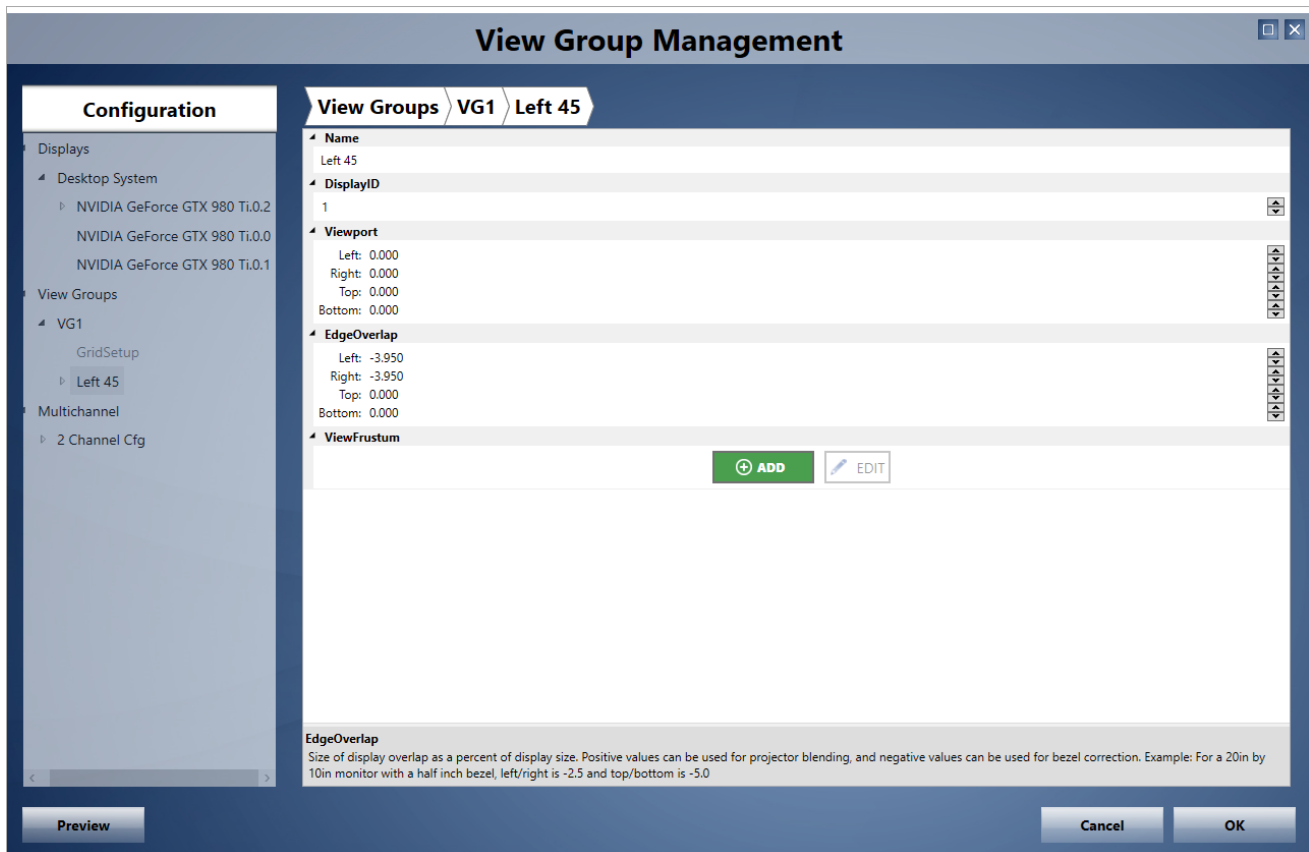 View Group Management
Configuration
Displays
Desktop System
NVIDIA GeForce GTX 980 Ti.0.2
NVIDIA GeForce GTX 980 Ti.0.0
NVIDIA GeForce GTX 980 Ti.0.1
View Groups
VG1
GridSetup
Left 45
Multichannel
2 Channel Cfg
View Groups VG1 Left 45
Name
Left 45
DisplayID
1
Viewport
Left: 0.000
Right: 0.000
Top: 0.000
Bottom: 0.000
EdgeOverlap
Left: -3.950
Right: -3.950
Top: 0.000
Bottom: 0.000
ViewFrustum
ADD EDIT
EdgeOverlap
Size of display overlap as a percent of display size. Positive values can be used for projector blending, and negative values can be used for bezel correction. Example: For a 20in by
10in monitor with a half inch bezel, left/right is -2.5 and top/bottom is -5.0
Preview Cancel OK